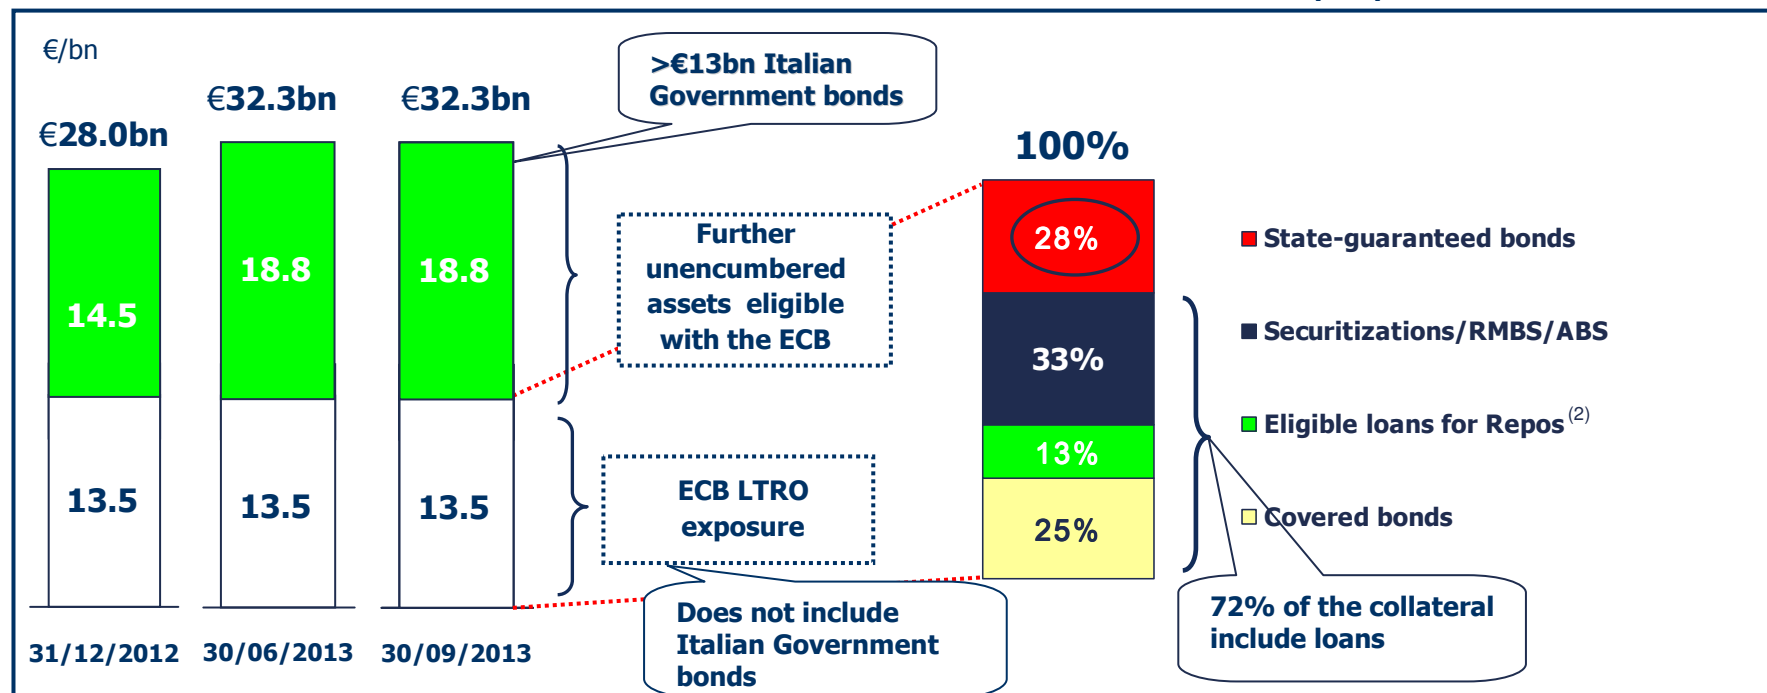 €/bn
>€13bn Italian
Government bonds
€32.3bn
€32.3bn
€28.0bn
100%
14.5
18.8
18.8
13.5
13.5
13.5
31/12/2012
30/06/2013
30/09/2013
Further
unencumbered
assets eligible
with the ECB
ECB LTRO
exposure
Does not include
Italian Government
bonds
28%
33%
13%
25%
State-guaranteed bonds
Securitizations/RMBS/ABS
Eligible loans for Repos (2)
Covered bonds
72% of the collateral
include loans